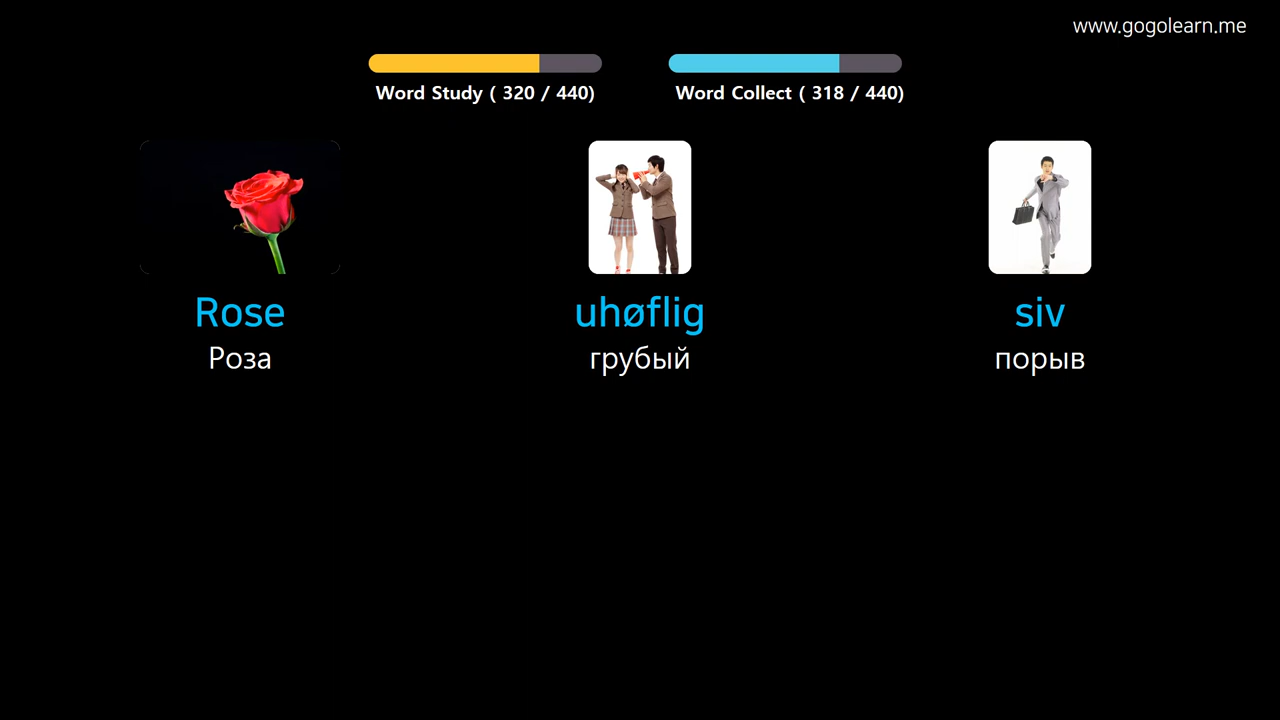 www.gogolearn.me
Word Study ( 320 / 440)
Word Collect ( 318 / 440)
Rose
uhøflig
siv
Роза
грубый
порыв